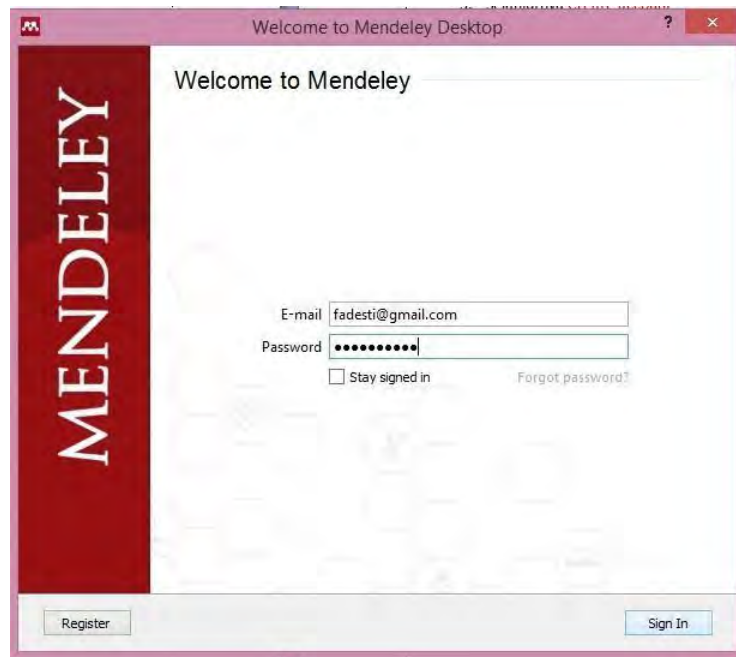 Welcome to Mendeley Desktop
?
×
MENDELEY
Welcome to Mendeley
E-mail fadesti@gmail.com
Password ••••••••••
Stay signed in Forgot password?
Register Sign In